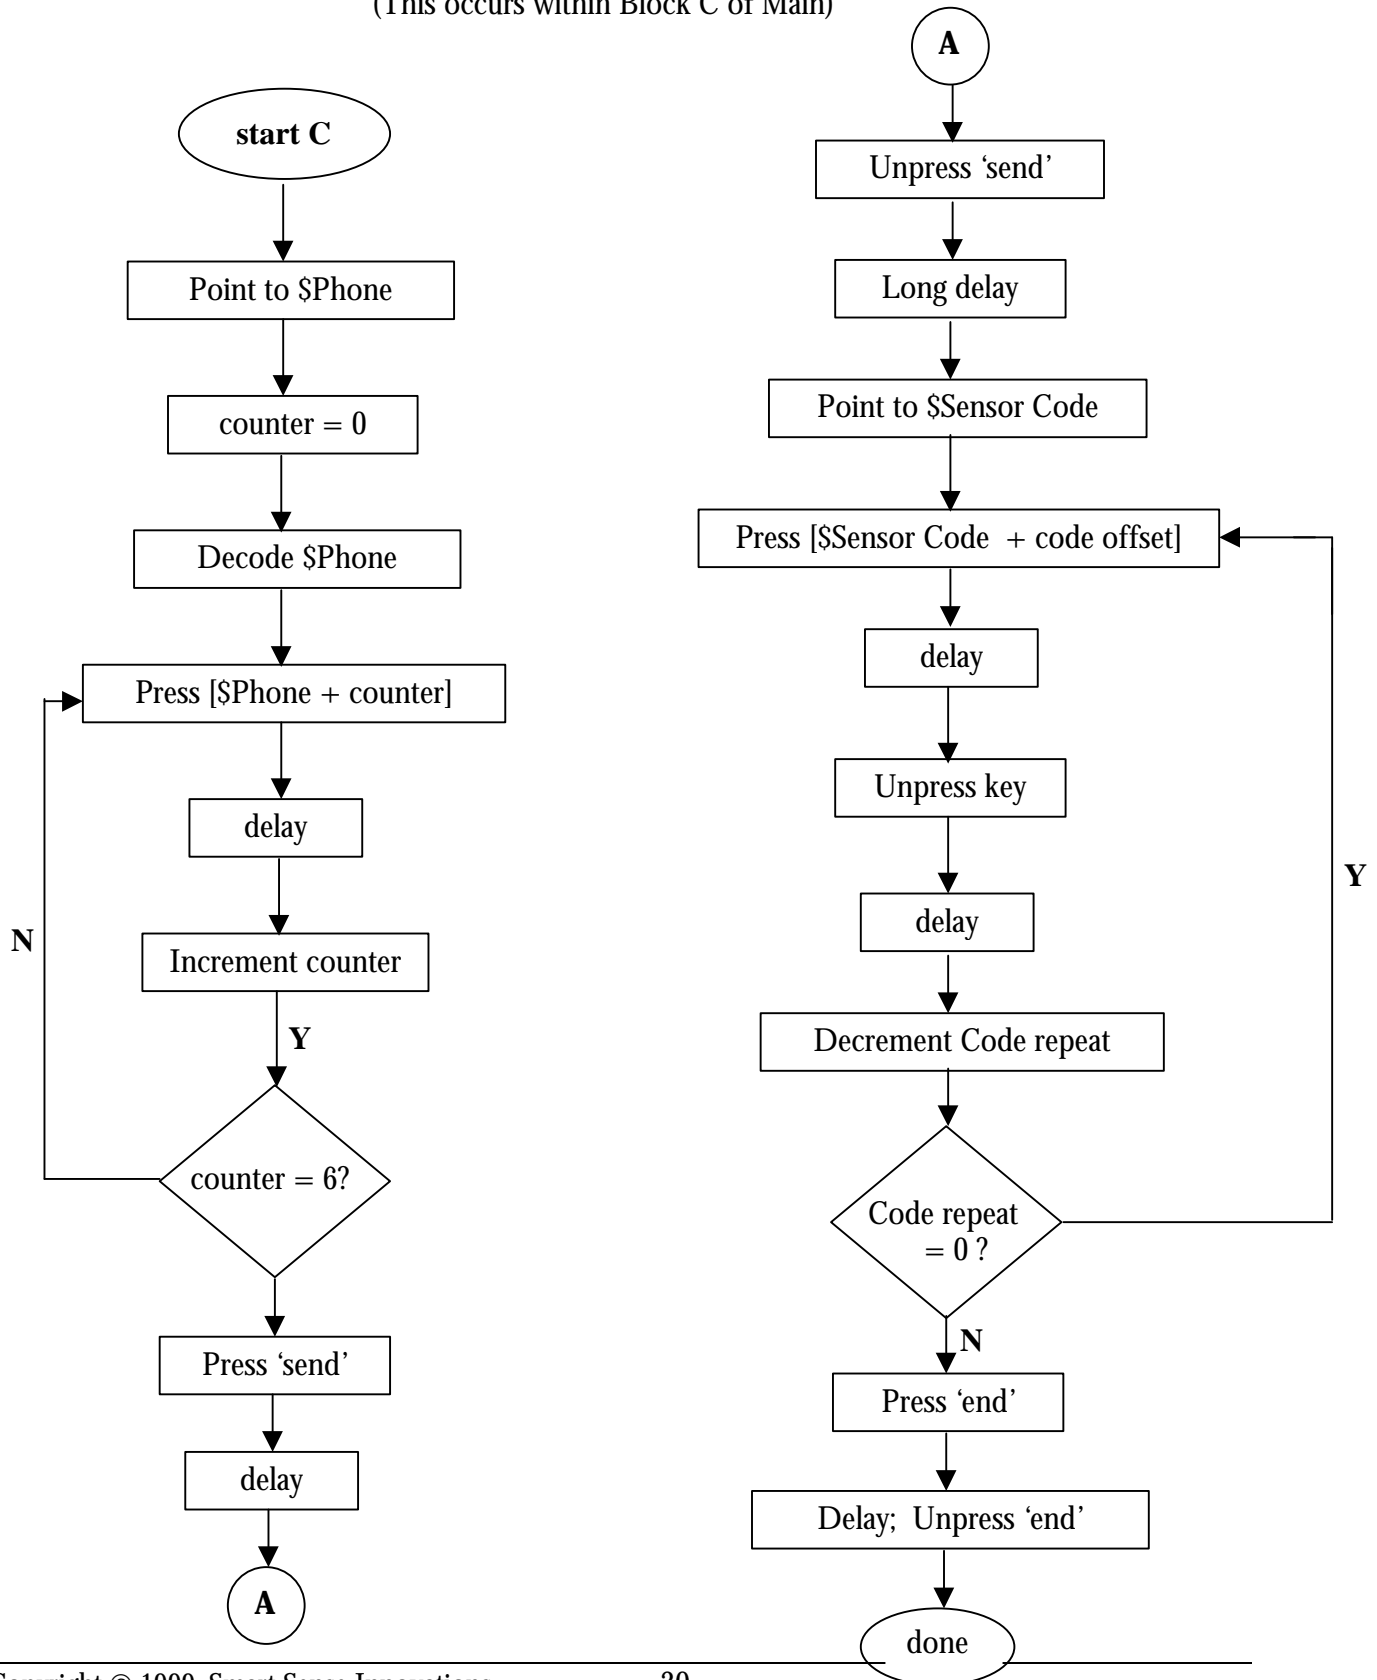 (This occurs within Block C of Main)
start C
Point to $Phone
counter = 0
Decode $Phone
Press [$Phone + counter]
delay
N
Increment counter
Y
counter = 6?
Press ‘send’
delay
A
A
Unpress ‘send’
Long delay
Point to $Sensor Code
Press [$Sensor Code + code offset]
delay
Unpress key
Y
delay
Decrement Code repeat
Code repeat
= 0 ?
N
Press ‘end’
Delay; Unpress ‘end’
done
Copyright © 1999, Smart Sense Innovations